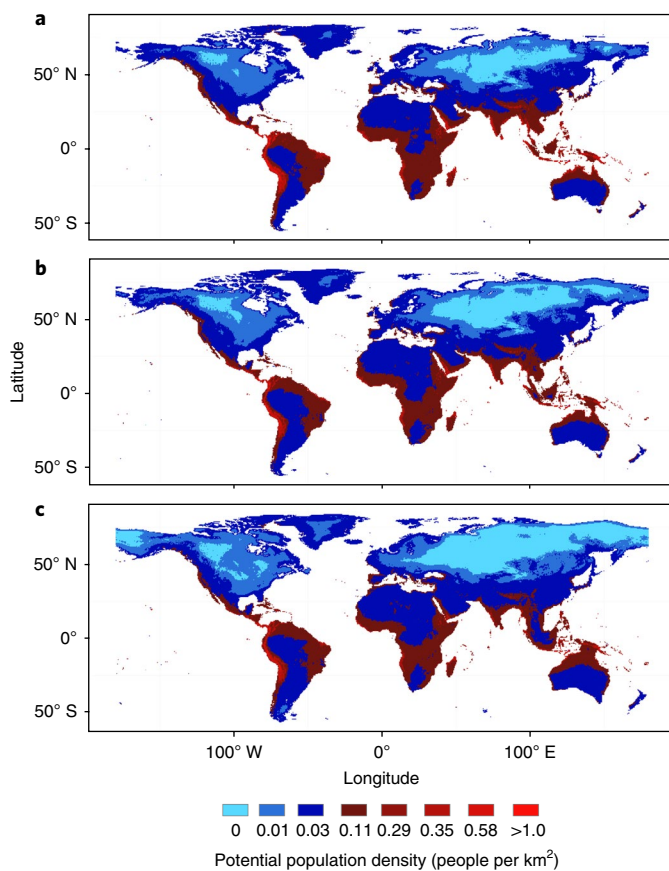 a
50° N
0°
50° S
b
50° N
0°
50° S
Latitude
c
50° N
0°
50° S
100° W 0° 100° E
Longitude
0 0.01 0.03 0.11 0.29 0.35 0.58 >1.0
Potential population density (people per km²)